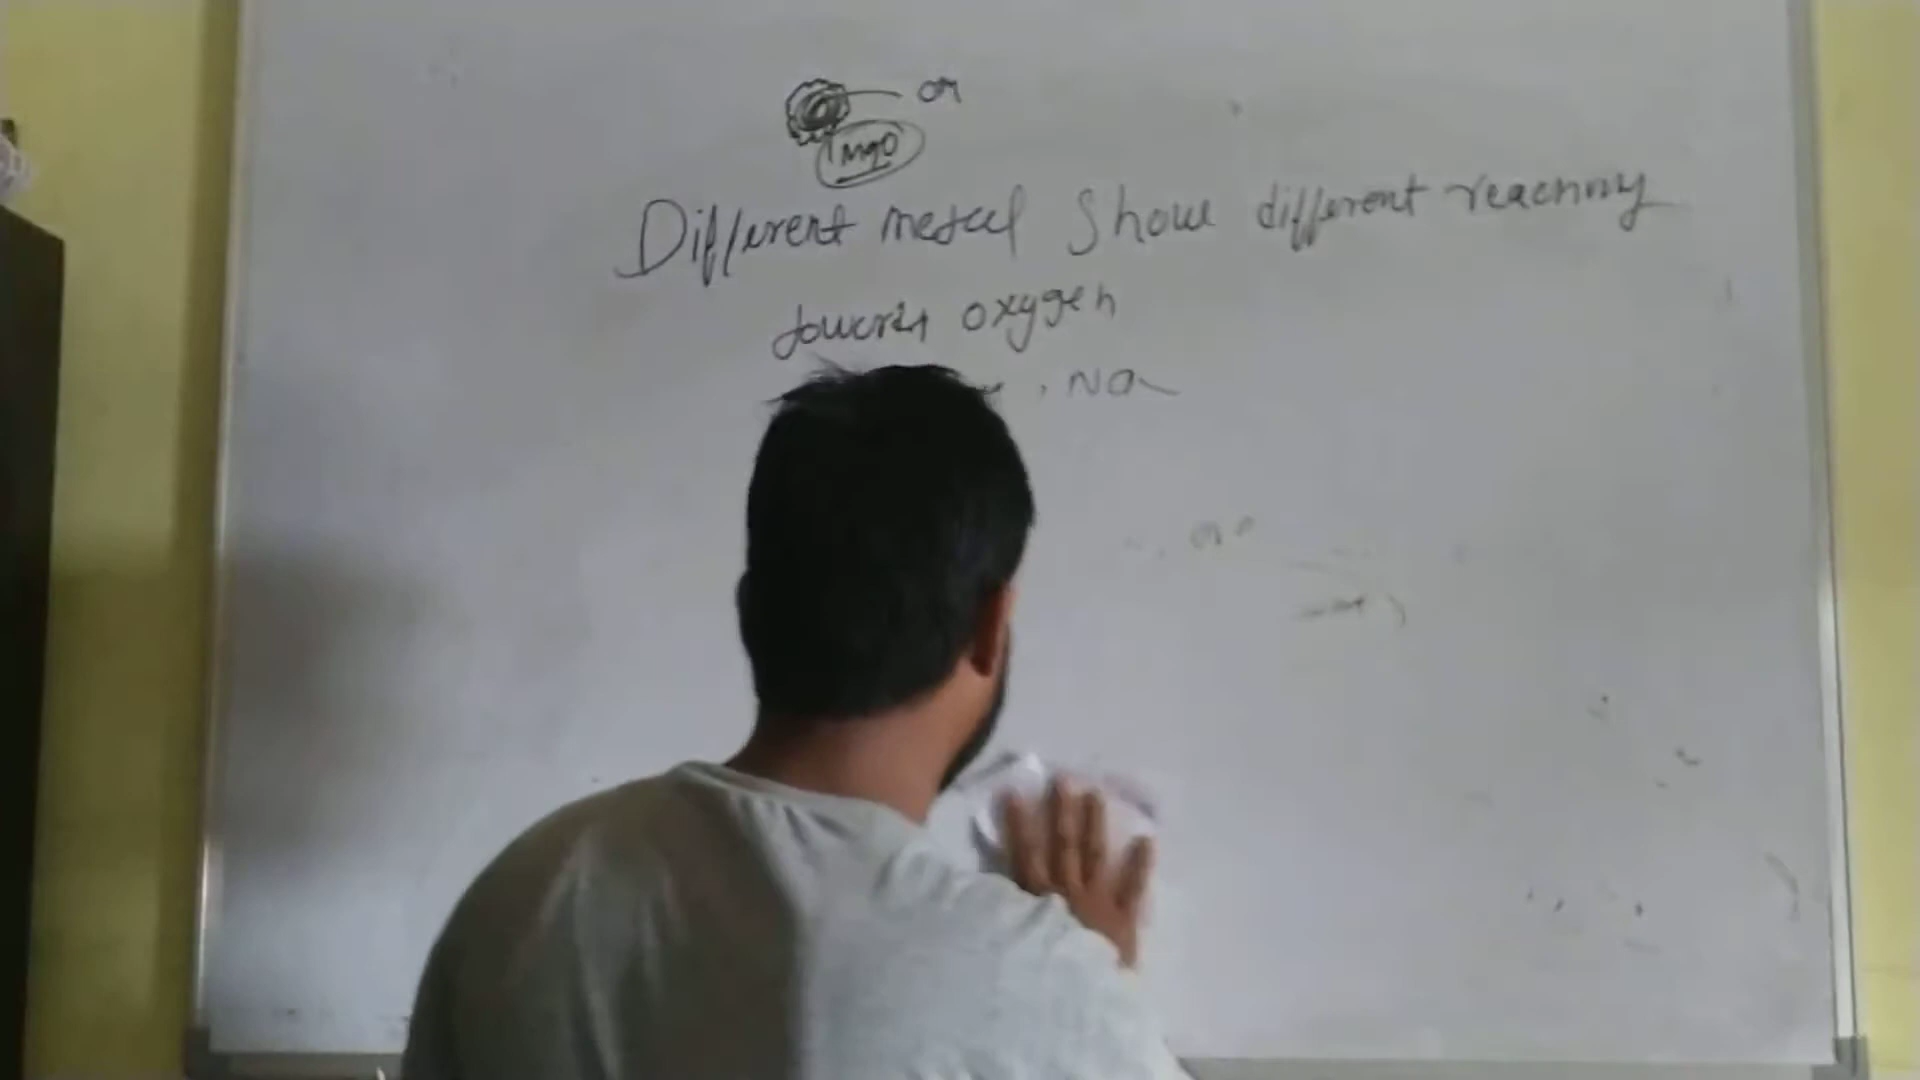 MgO
Different metal Show different reactivity
towards oxygen
, Na